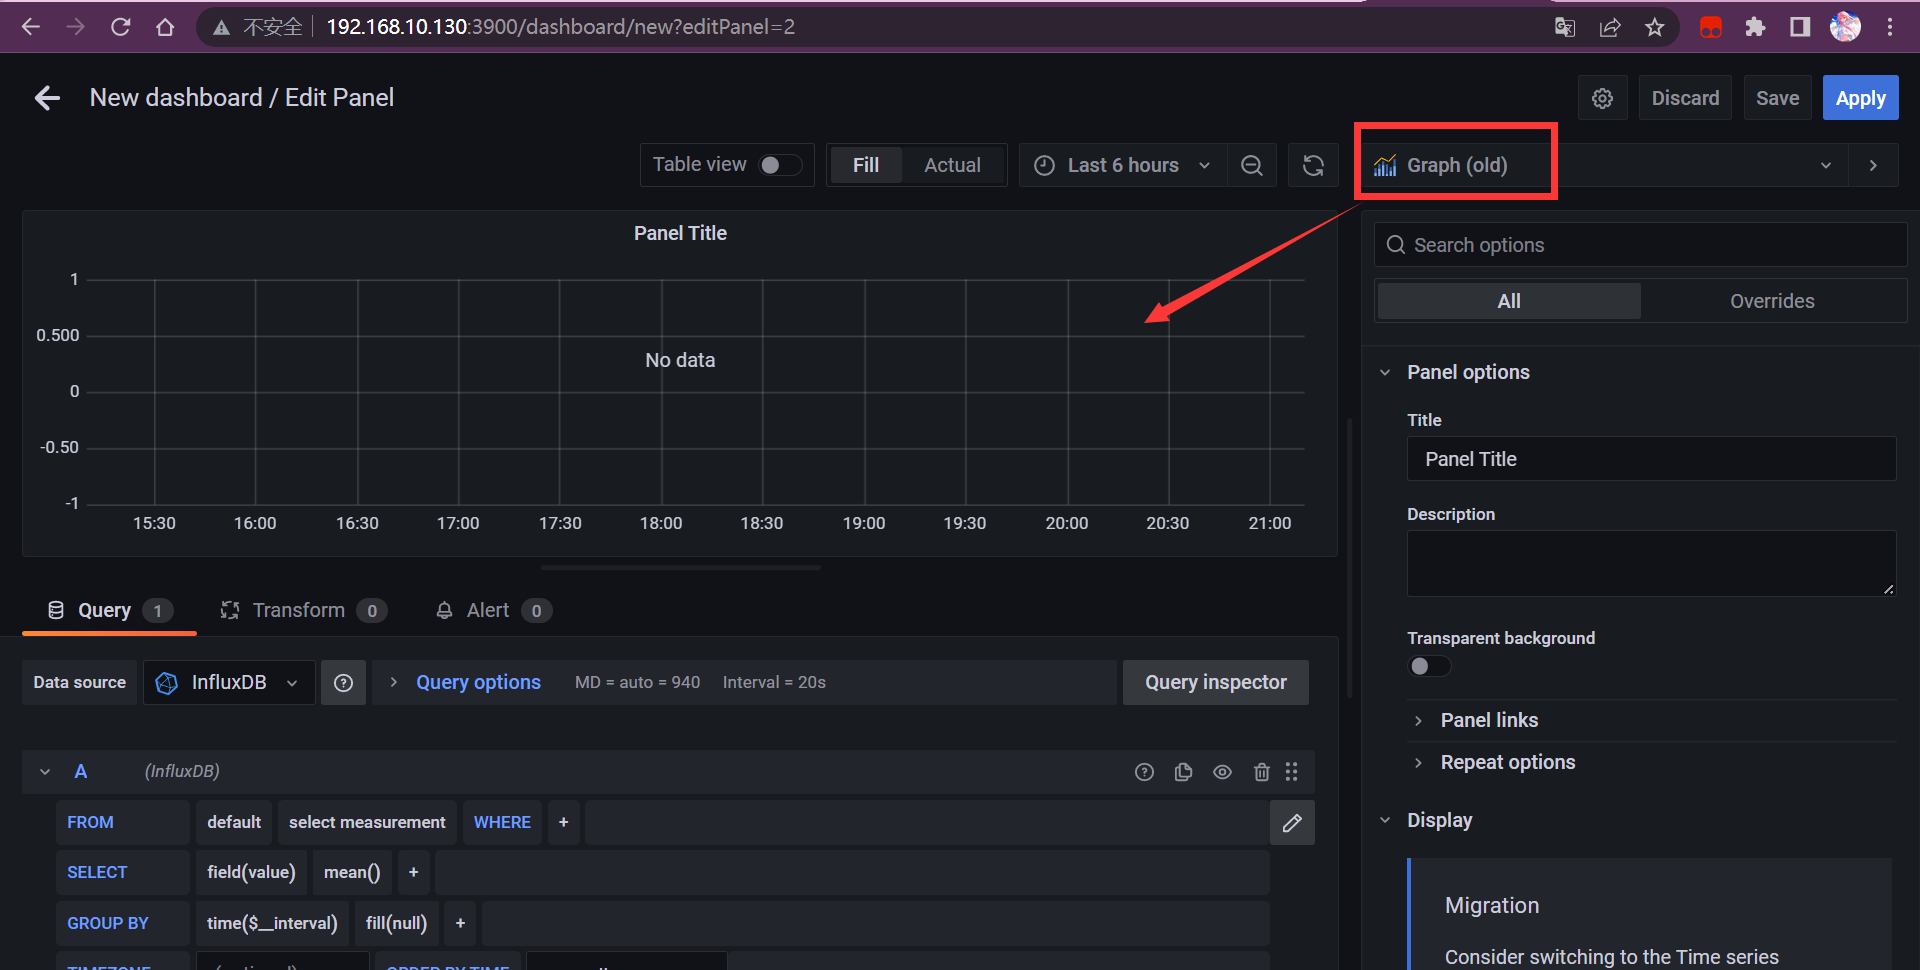 不安全 192.168.10.130:3900/dashboard/new?editPanel=2
New dashboard / Edit Panel
Discard Save Apply
Table view Fill Actual Last 6 hours Graph (old)
Panel Title
1
0.500
0
-0.50
-1
No data
15:30 16:00 16:30 17:00 17:30 18:00 18:30 19:00 19:30 20:00 20:30 21:00
Search options
All Overrides
Panel options
Title
Panel Title
Description
Transparent background
Panel links
Repeat options
Display
Migration
Consider switching to the Time series
Query 1 Transform 0 Alert 0
Data source InfluxDB Query options MD = auto = 940 Interval = 20s Query inspector
A (InfluxDB)
FROM default select measurement WHERE +
SELECT field(value) mean() +
GROUP BY time($__interval) fill(null) +
TIMEZONE (optional) ORDER BY TIME